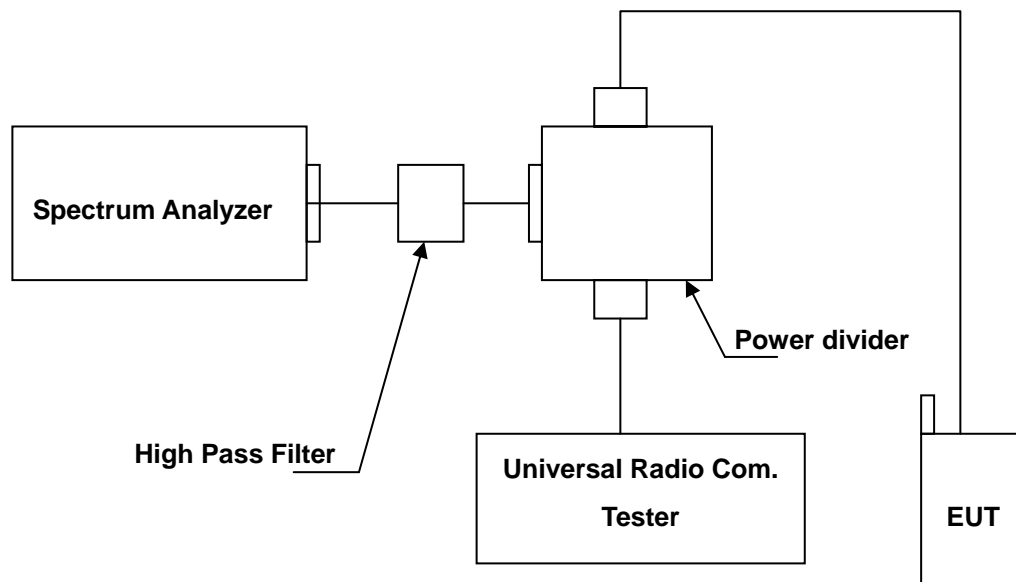 Spectrum Analyzer
Power divider
High Pass Filter
Universal Radio Com.
Tester
EUT